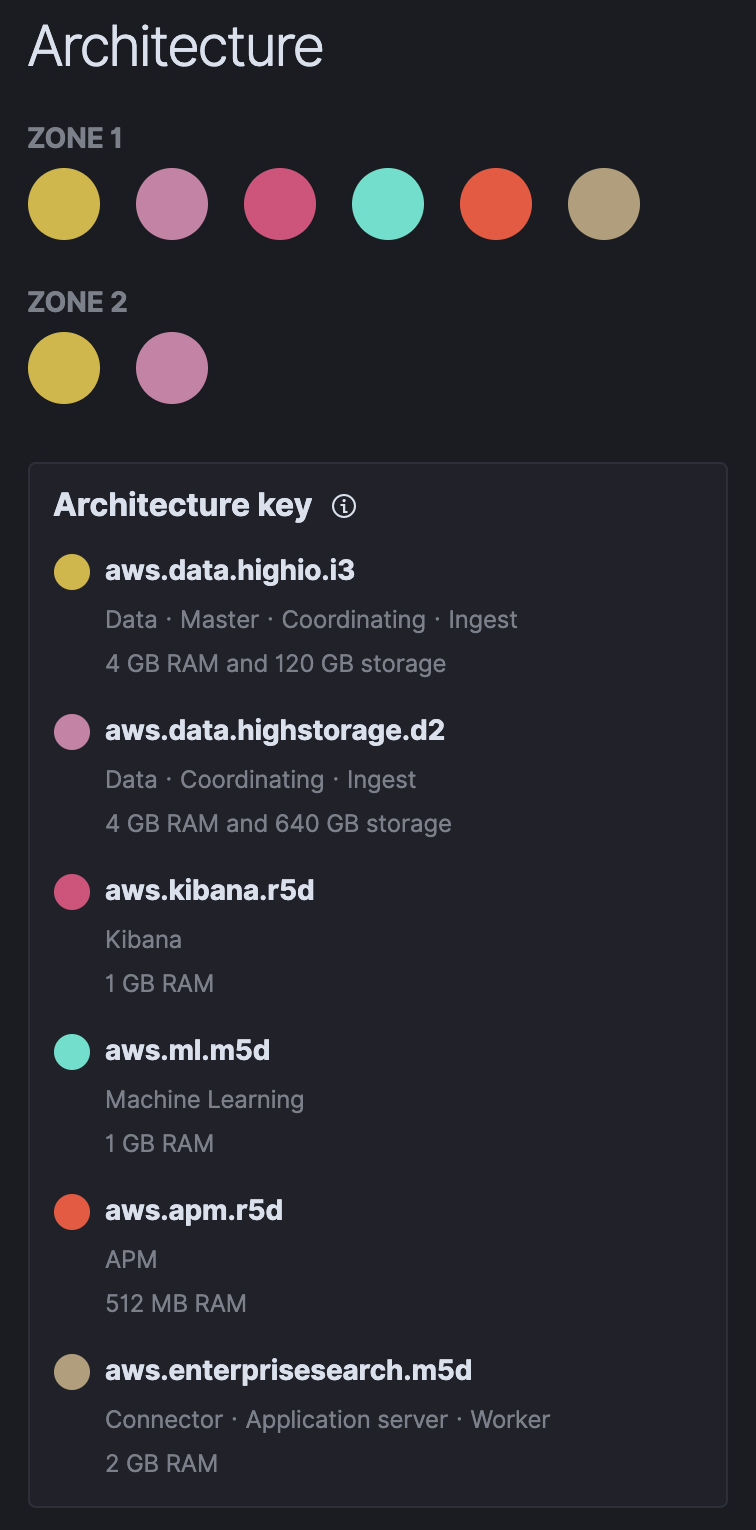 Architecture
ZONE 1
ZONE 2
Architecture key
aws.data.highio.i3
Data · Master · Coordinating · Ingest
4 GB RAM and 120 GB storage
aws.data.highstorage.d2
Data · Coordinating · Ingest
4 GB RAM and 640 GB storage
aws.kibana.r5d
Kibana
1 GB RAM
aws.ml.m5d
Machine Learning
1 GB RAM
aws.apm.r5d
APM
512 MB RAM
aws.enterprisesearch.m5d
Connector · Application server · Worker
2 GB RAM